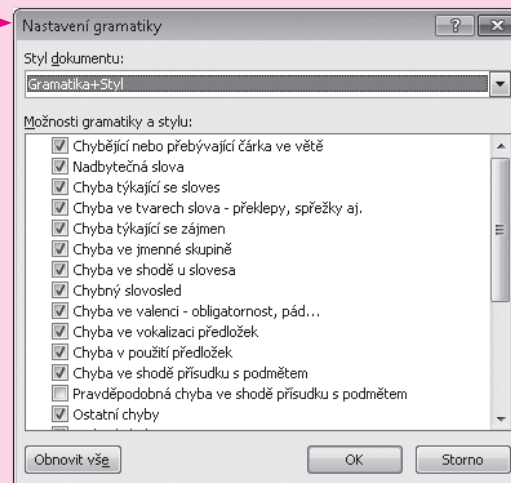 Nastavení gramatiky
Styl dokumentu:
Gramatika+Styl
Možnosti gramatiky a stylu:
Chybějící nebo přebývající čárka ve větě
Nadbytečná slova
Chyba týkající se sloves
Chyba ve tvarech slova - překlepy, spřežky aj.
Chyba týkající se zájmen
Chyba ve jmenné skupině
Chyba ve shodě u slovesa
Chybný slovosled
Chyba ve valenci - obligatornost, pád...
Chyba ve vokalizaci předložek
Chyba v použití předložek
Chyba ve shodě přísudku s podmětem
Pravděpodobná chyba ve shodě přísudku s podmětem
Ostatní chyby
Obnovit vše
OK
Storno